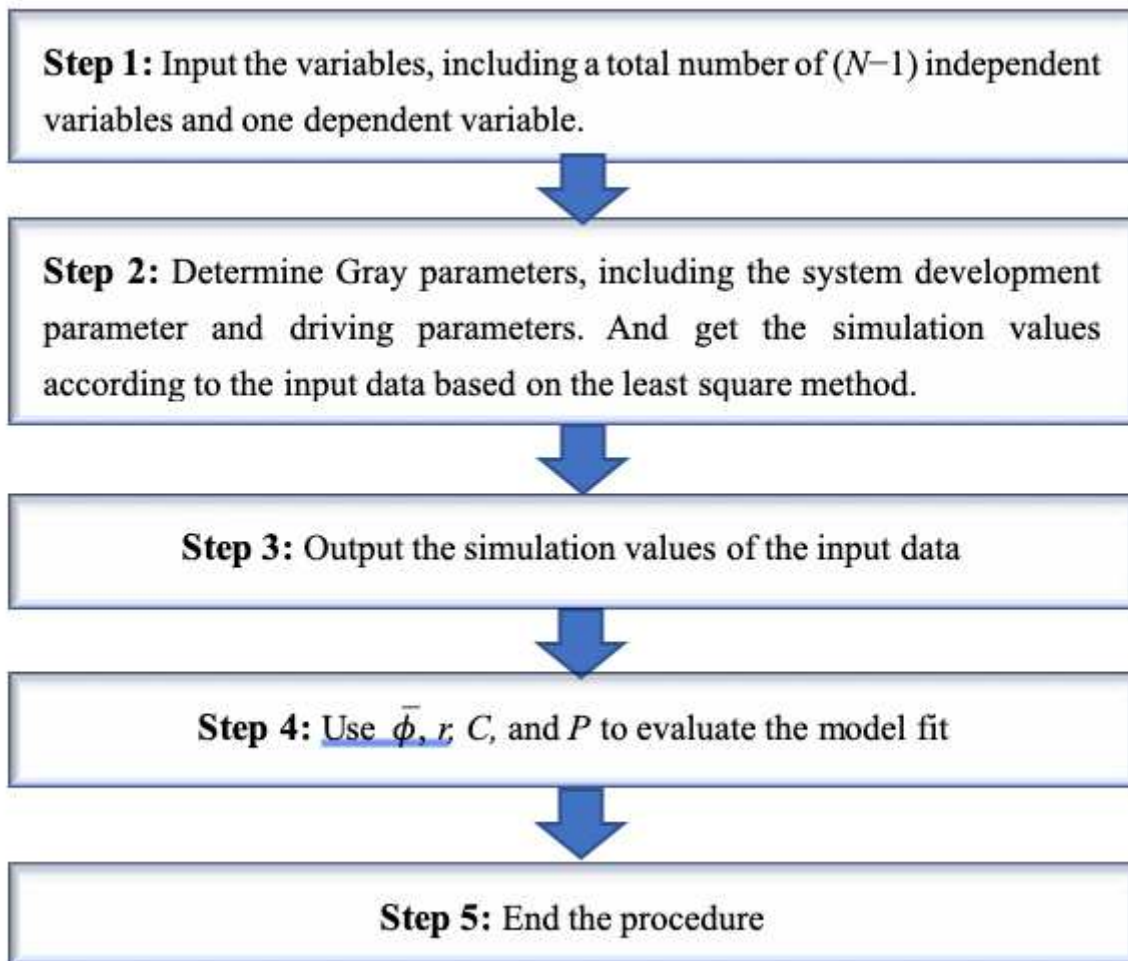 Step 1: Input the variables, including a total number of (N−1) independent
variables and one dependent variable.
Step 2: Determine Gray parameters, including the system development
parameter and driving parameters. And get the simulation values
according to the input data based on the least square method.
Step 3: Output the simulation values of the input data
Step 4: Use ϕ̄, r, C, and P to evaluate the model fit
Step 5: End the procedure